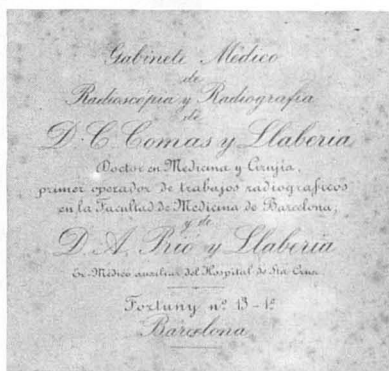 Gabinete Médico
de
Radioscópia y Radiografía
de
D. C. Comas y Llaberia
Doctor en Medicina y Cirujía,
primer operador de trabajos radiográficos
en la Facultad de Medicina de Barcelona,
y de
D. A. Prió y Llaberia
Ex-Médico auxiliar del Hospital de Sta. Cruz.
Fortuny nº 13-1º
Barcelona